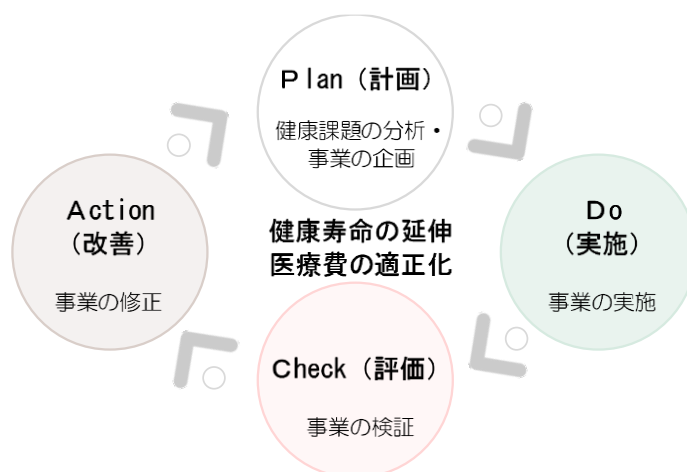 Plan（計画）
健康課題の分析・
事業の企画
Action
（改善）
事業の修正
健康寿命の延伸
医療費の適正化
Do
（実施）
事業の実施
Check（評価）
事業の検証